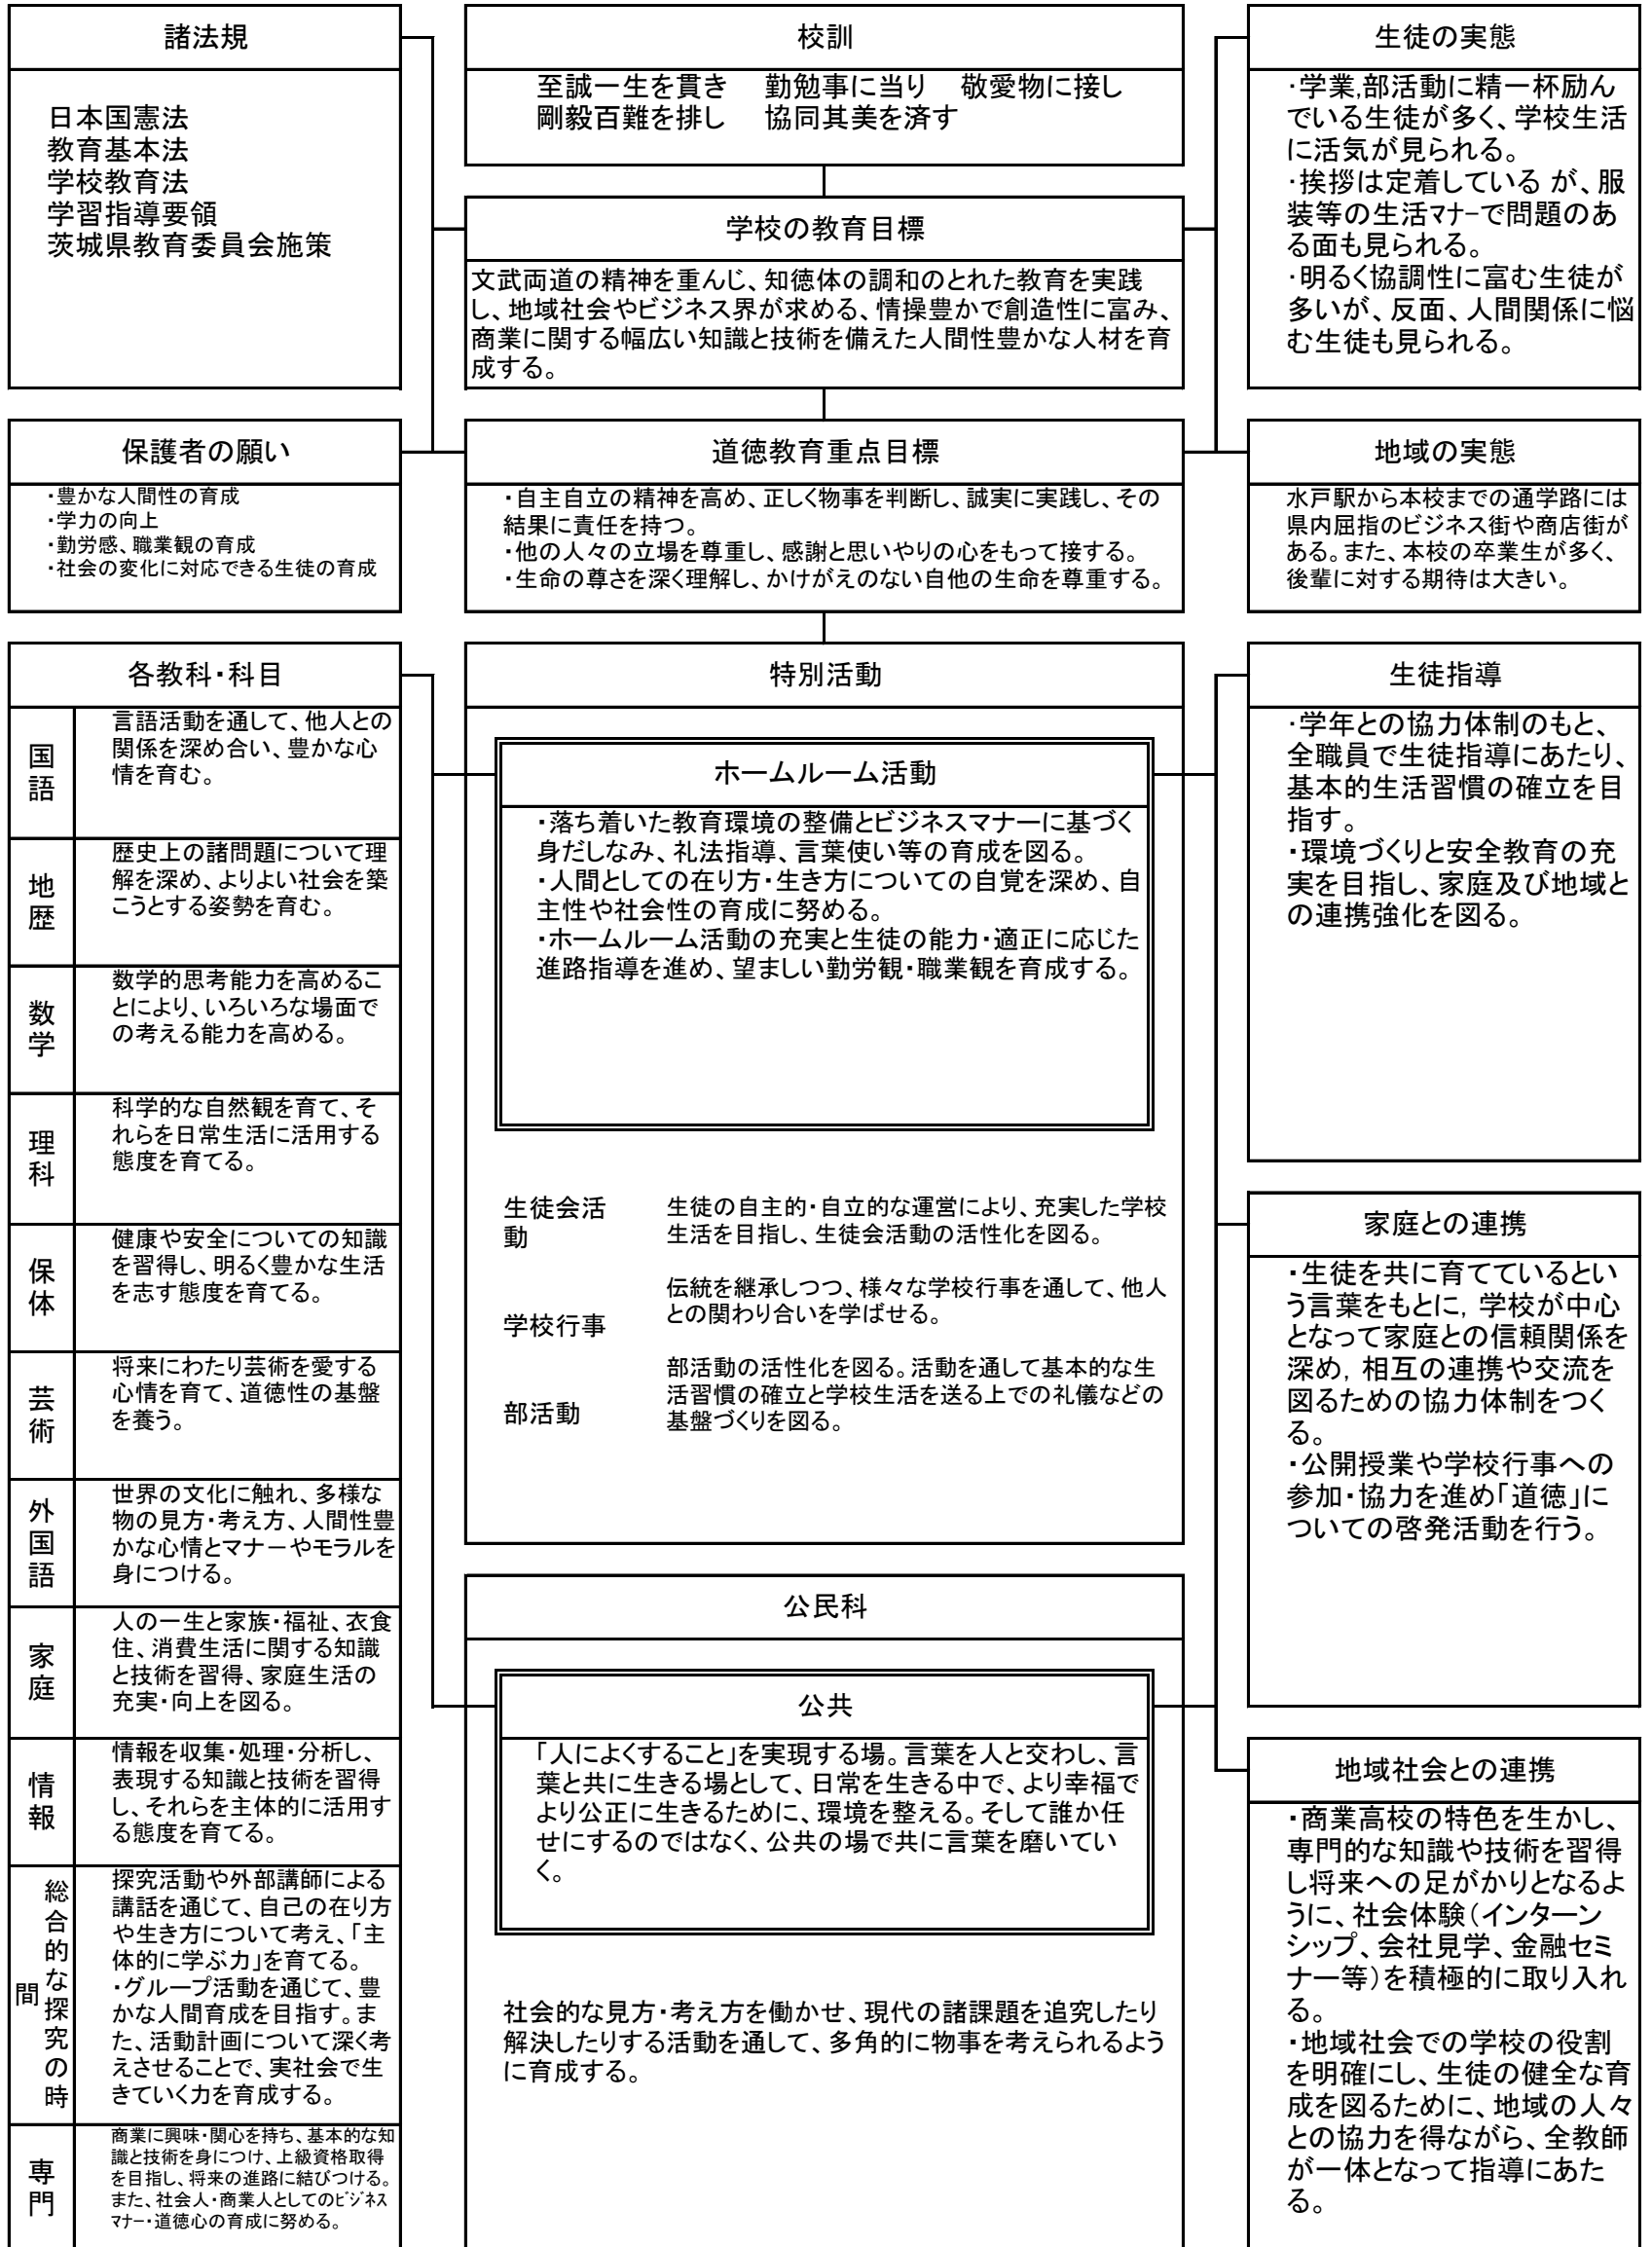 諸法規
日本国憲法
教育基本法
学校教育法
学習指導要領
茨城県教育委員会施策
校訓
至誠一生を貫き　勤勉事に当り　敬愛物に接し
剛毅百難を排し　協同其美を済す
生徒の実態
・学業,部活動に精一杯励ん
でいる生徒が多く、学校生活
に活気が見られる。
・挨拶は定着している が、服
装等の生活ﾏﾅｰで問題のあ
る面も見られる。
・明るく協調性に富む生徒が
多いが、反面、人間関係に悩
む生徒も見られる。
学校の教育目標
文武両道の精神を重んじ、知徳体の調和のとれた教育を実践
し、地域社会やビジネス界が求める、情操豊かで創造性に富み、
商業に関する幅広い知識と技術を備えた人間性豊かな人材を育
成する。
保護者の願い
・豊かな人間性の育成
・学力の向上
・勤労感、職業観の育成
・社会の変化に対応できる生徒の育成
道徳教育重点目標
・自主自立の精神を高め、正しく物事を判断し、誠実に実践し、その
結果に責任を持つ。
・他の人々の立場を尊重し、感謝と思いやりの心をもって接する。
・生命の尊さを深く理解し、かけがえのない自他の生命を尊重する。
地域の実態
水戸駅から本校までの通学路には
県内屈指のビジネス街や商店街が
ある。また、本校の卒業生が多く、
後輩に対する期待は大きい。
各教科・科目
国語
言語活動を通して、他人との
関係を深め合い、豊かな心
情を育む。
地歴
歴史上の諸問題について理
解を深め、よりよい社会を築
こうとする姿勢を育む。
数学
数学的思考能力を高めるこ
とにより、いろいろな場面で
の考える能力を高める。
理科
科学的な自然観を育て、そ
れらを日常生活に活用する
態度を育てる。
保体
健康や安全についての知識
を習得し、明るく豊かな生活
を志す態度を育てる。
芸術
将来にわたり芸術を愛する
心情を育て、道徳性の基盤
を養う。
外国語
世界の文化に触れ、多様な
物の見方・考え方、人間性豊
かな心情とマナーやモラルを
身につける。
家庭
人の一生と家族・福祉、衣食
住、消費生活に関する知識
と技術を習得、家庭生活の
充実・向上を図る。
情報
情報を収集・処理・分析し、
表現する知識と技術を習得
し、それらを主体的に活用す
る態度を育てる。
総合的な探究の時
間
探究活動や外部講師による
講話を通じて、自己の在り方
や生き方について考え、「主
体的に学ぶ力」を育てる。
・グループ活動を通じて、豊
かな人間育成を目指す。ま
た、活動計画について深く考
えさせることで、実社会で生
きていく力を育成する。
専門
商業に興味・関心を持ち、基本的な知
識と技術を身につけ、上級資格取得
を目指し、将来の進路に結びつける。
また、社会人・商業人としてのﾋﾞｼﾞﾈｽ
ﾏﾅｰ・道徳心の育成に努める。
特別活動
ホームルーム活動
・落ち着いた教育環境の整備とビジネスマナーに基づく
身だしなみ、礼法指導、言葉使い等の育成を図る。
・人間としての在り方・生き方についての自覚を深め、自
主性や社会性の育成に努める。
・ホームルーム活動の充実と生徒の能力・適正に応じた
進路指導を進め、望ましい勤労観・職業観を育成する。
生徒会活
動
生徒の自主的・自立的な運営により、充実した学校
生活を目指し、生徒会活動の活性化を図る。
学校行事
伝統を継承しつつ、様々な学校行事を通して、他人
との関わり合いを学ばせる。
部活動
部活動の活性化を図る。活動を通して基本的な生
活習慣の確立と学校生活を送る上での礼儀などの
基盤づくりを図る。
公民科
公共
「人によくすること」を実現する場。言葉を人と交わし、言
葉と共に生きる場として、日常を生きる中で、より幸福で
より公正に生きるために、環境を整える。そして誰か任
せにするのではなく、公共の場で共に言葉を磨いてい
く。
社会的な見方・考え方を働かせ、現代の諸課題を追究したり
解決したりする活動を通して、多角的に物事を考えられるよう
に育成する。
生徒指導
・学年との協力体制のもと、
全職員で生徒指導にあたり、
基本的生活習慣の確立を目
指す。
・環境づくりと安全教育の充
実を目指し、家庭及び地域と
の連携強化を図る。
家庭との連携
・生徒を共に育てているとい
う言葉をもとに，学校が中心
となって家庭との信頼関係を
深め，相互の連携や交流を
図るための協力体制をつく
る。
・公開授業や学校行事への
参加・協力を進め「道徳」に
ついての啓発活動を行う。
地域社会との連携
・商業高校の特色を生かし、
専門的な知識や技術を習得
し将来への足がかりとなるよ
うに、社会体験（インターン
シップ、会社見学、金融セミ
ナー等）を積極的に取り入れ
る。
・地域社会での学校の役割
を明確にし、生徒の健全な育
成を図るために、地域の人々
との協力を得ながら、全教師
が一体となって指導にあた
る。